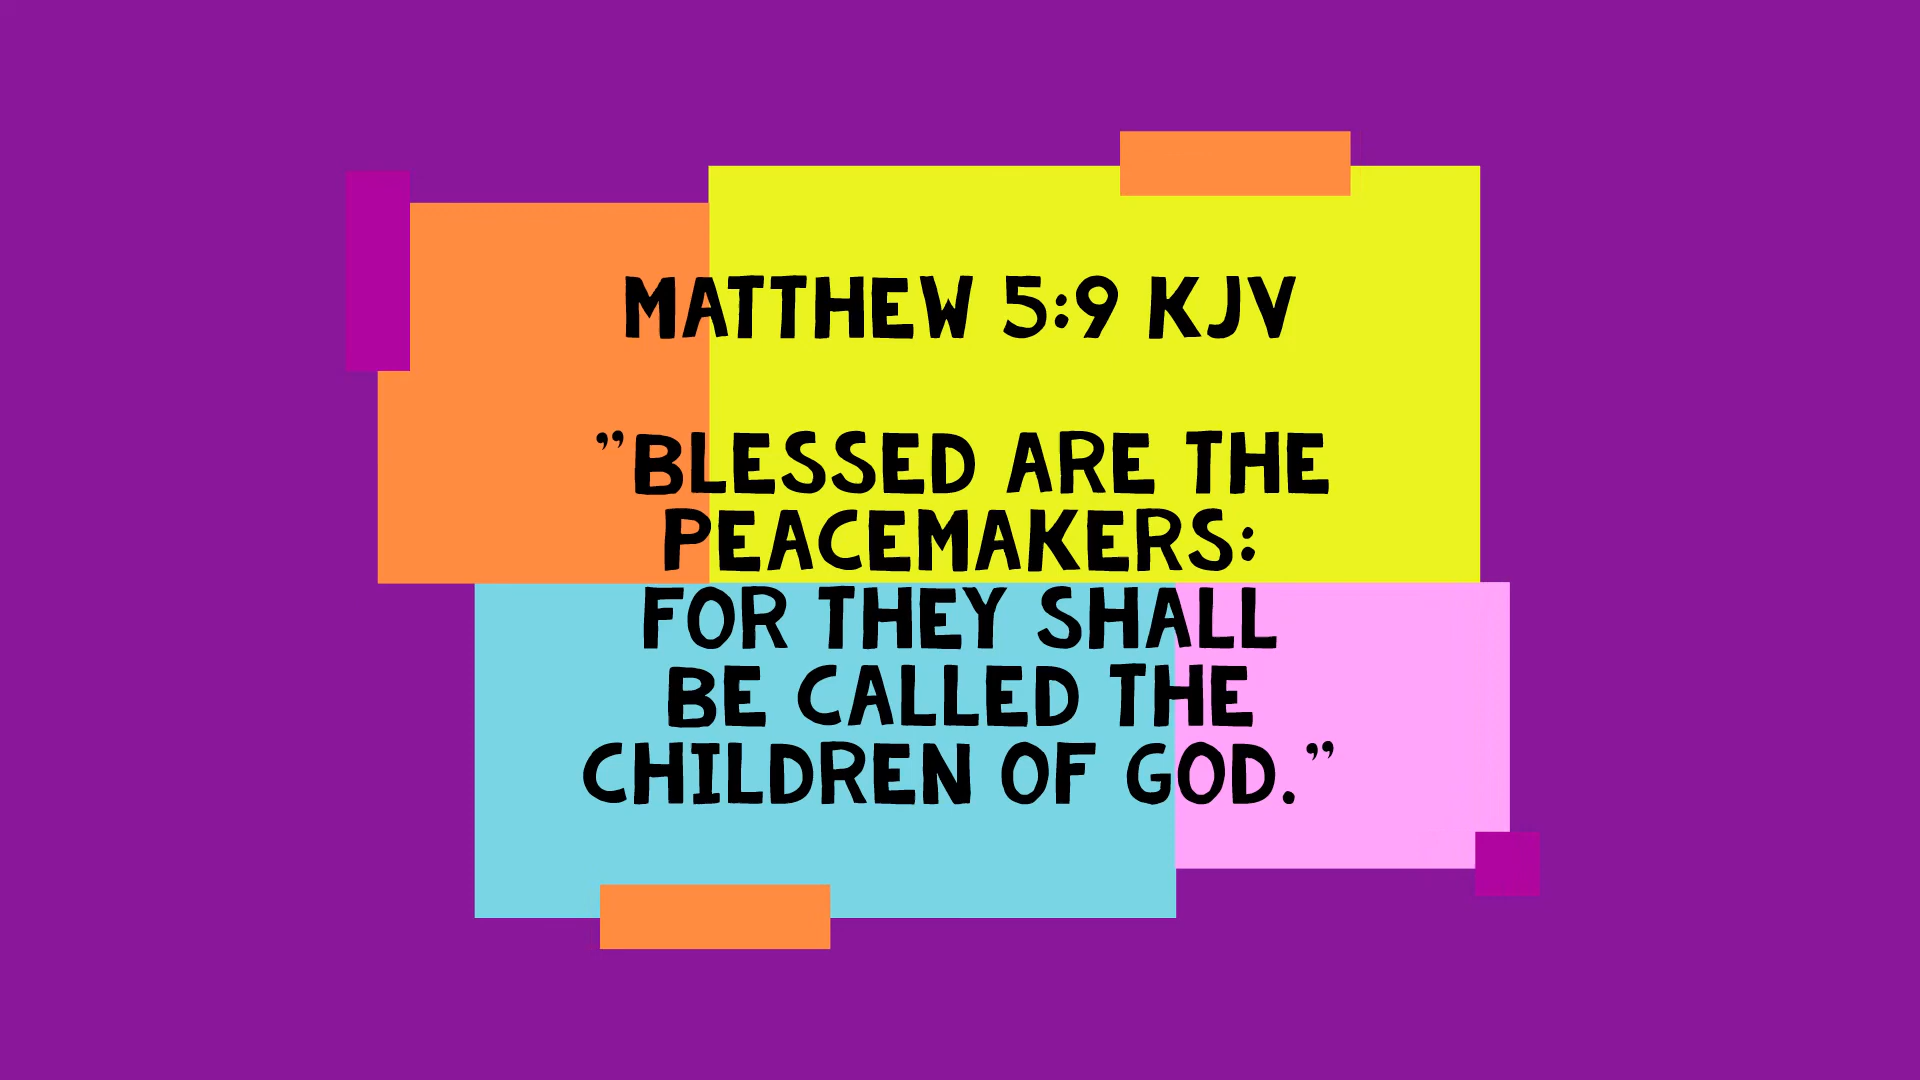 MATTHEW 5:9 KJV
”BLESSED ARE THE
PEACEMAKERS:
FOR THEY SHALL
BE CALLED THE
CHILDREN OF GOD.”